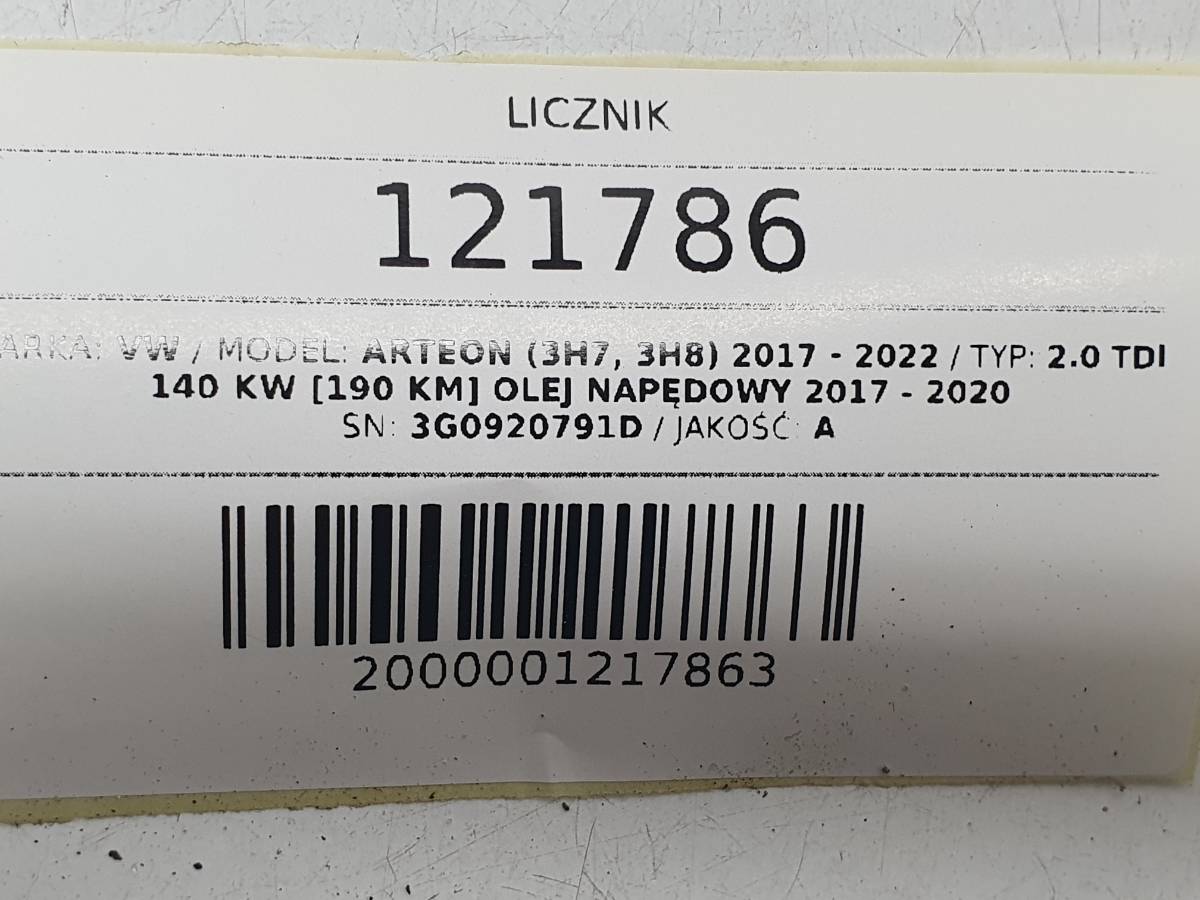 LICZNIK
121786
ARKA: VW / MODEL: ARTEON (3H7, 3H8) 2017 - 2022 / TYP: 2.0 TDI
140 KW [190 KM] OLEJ NAPĘDOWY 2017 - 2020
SN: 3G0920791D / JAKOŚĆ: A
2000001217863